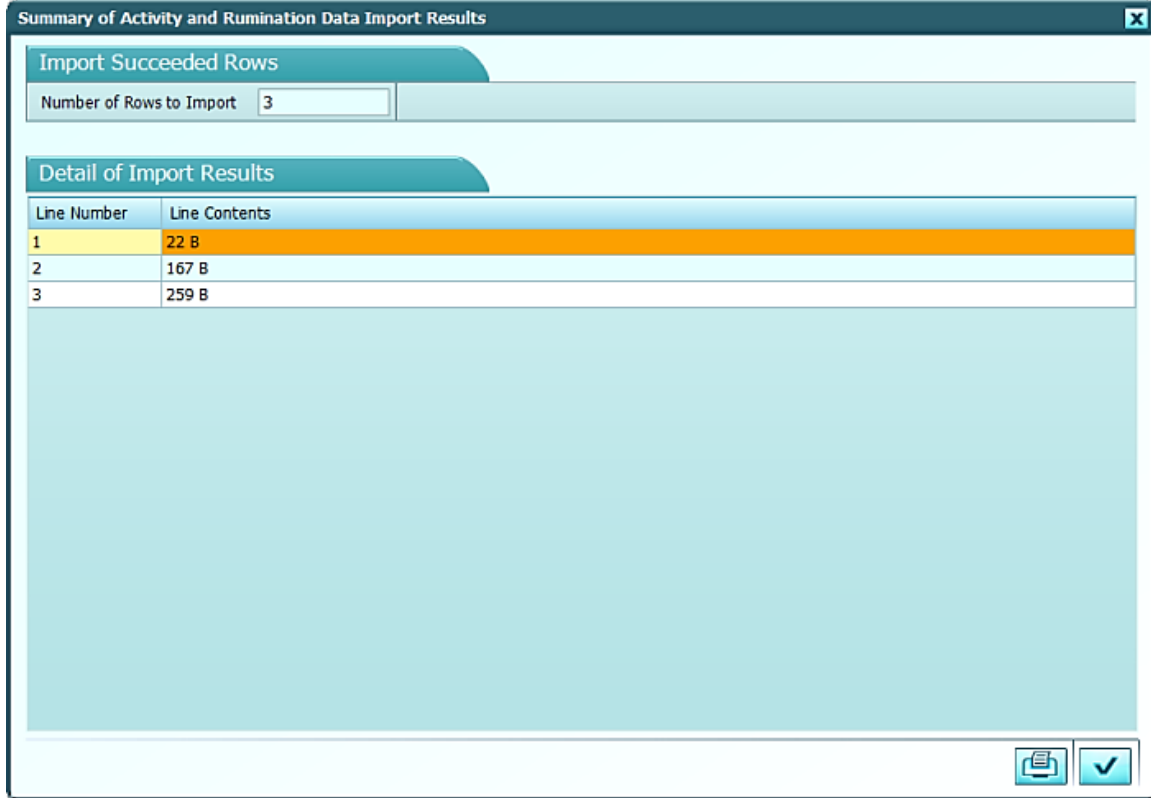 Summary of Activity and Rumination Data Import Results
Import Succeeded Rows
Number of Rows to Import 3
Detail of Import Results
Line Number Line Contents
1 22 B
2 167 B
3 259 B